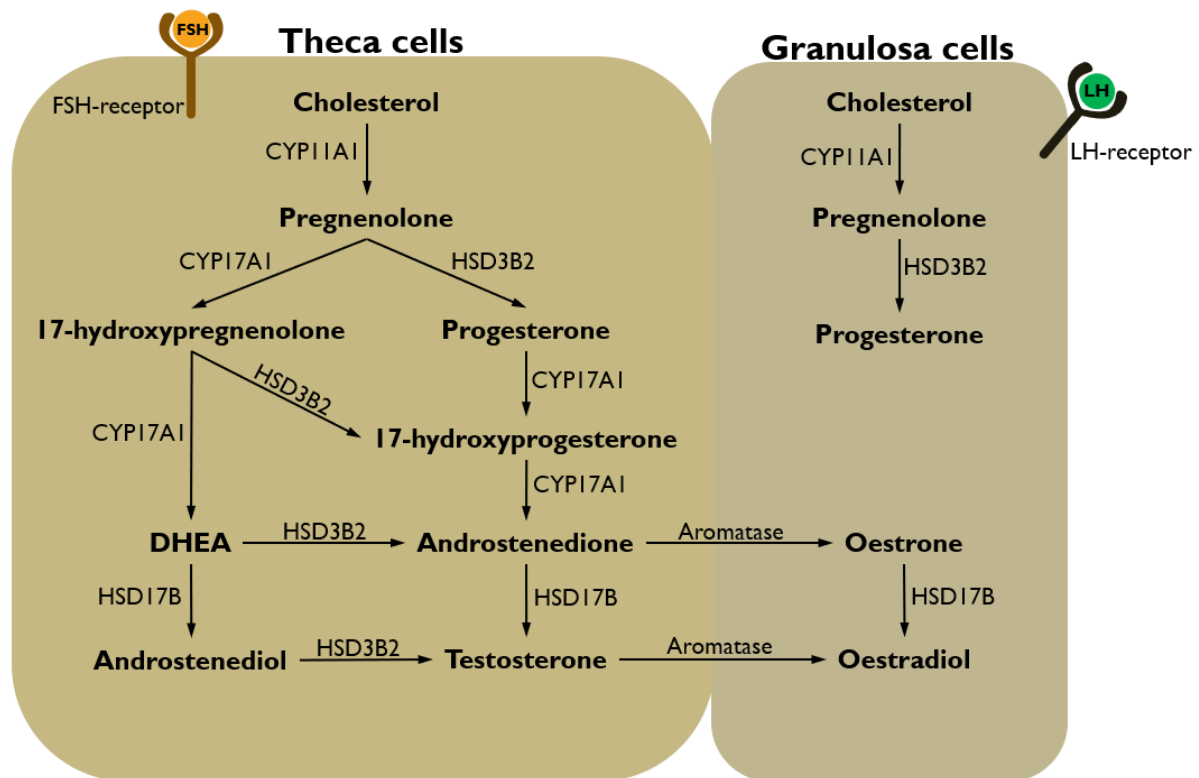 FSH
Theca cells
Granulosa cells
FSH-receptor
LH
LH-receptor
Cholesterol
Cholesterol
CYP11A1
CYP11A1
Pregnenolone
Pregnenolone
CYP17A1
HSD3B2
HSD3B2
17-hydroxypregnenolone
Progesterone
Progesterone
HSD3B2
CYP17A1
CYP17A1
17-hydroxyprogesterone
CYP17A1
DHEA
HSD3B2
Androstenedione
Aromatase
Oestrone
HSD17B
HSD17B
HSD17B
Androstenediol
HSD3B2
Testosterone
Aromatase
Oestradiol